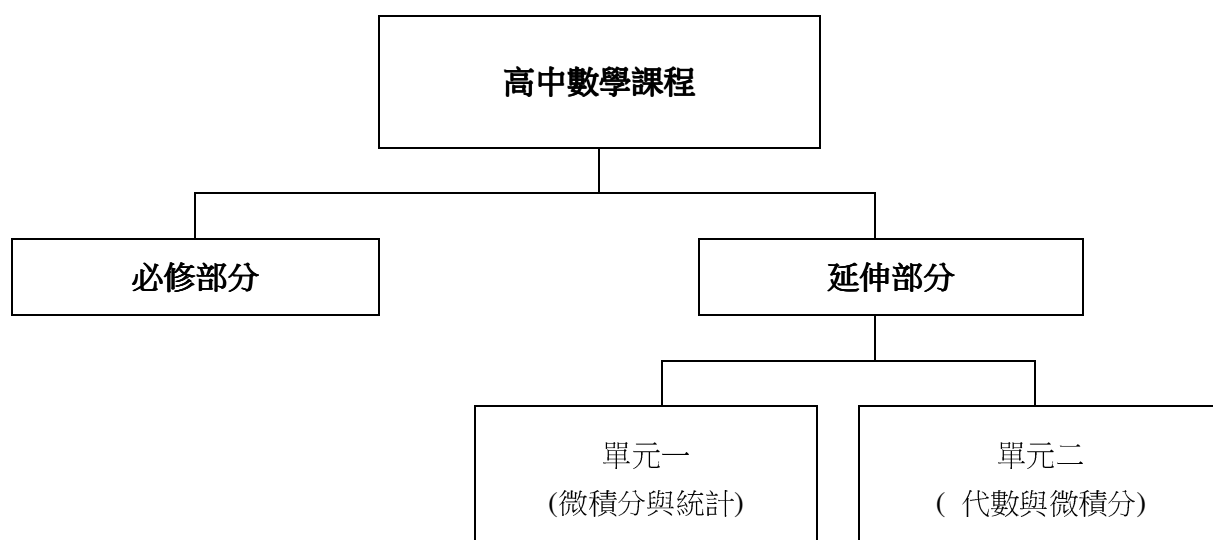 高中數學課程
必修部分
延伸部分
單元一
(微積分與統計)
單元二
( 代數與微積分)